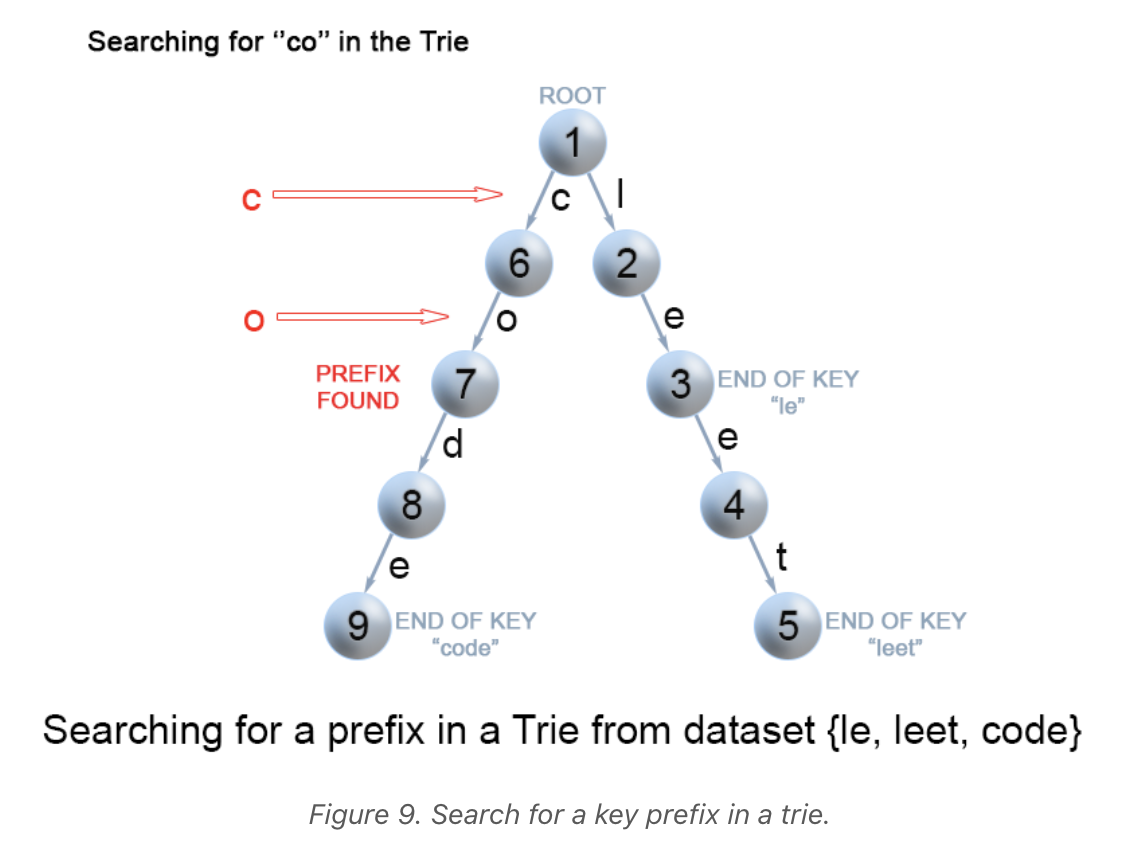 Searching for ‘’co’’ in the Trie
ROOT
1
c
c
l
6
2
o
o
e
PREFIX
FOUND
7
3
END OF KEY
“le”
d
e
8
4
e
t
9
END OF KEY
“code”
5
END OF KEY
“leet”
Searching for a prefix in a Trie from dataset {le, leet, code}
Figure 9. Search for a key prefix in a trie.